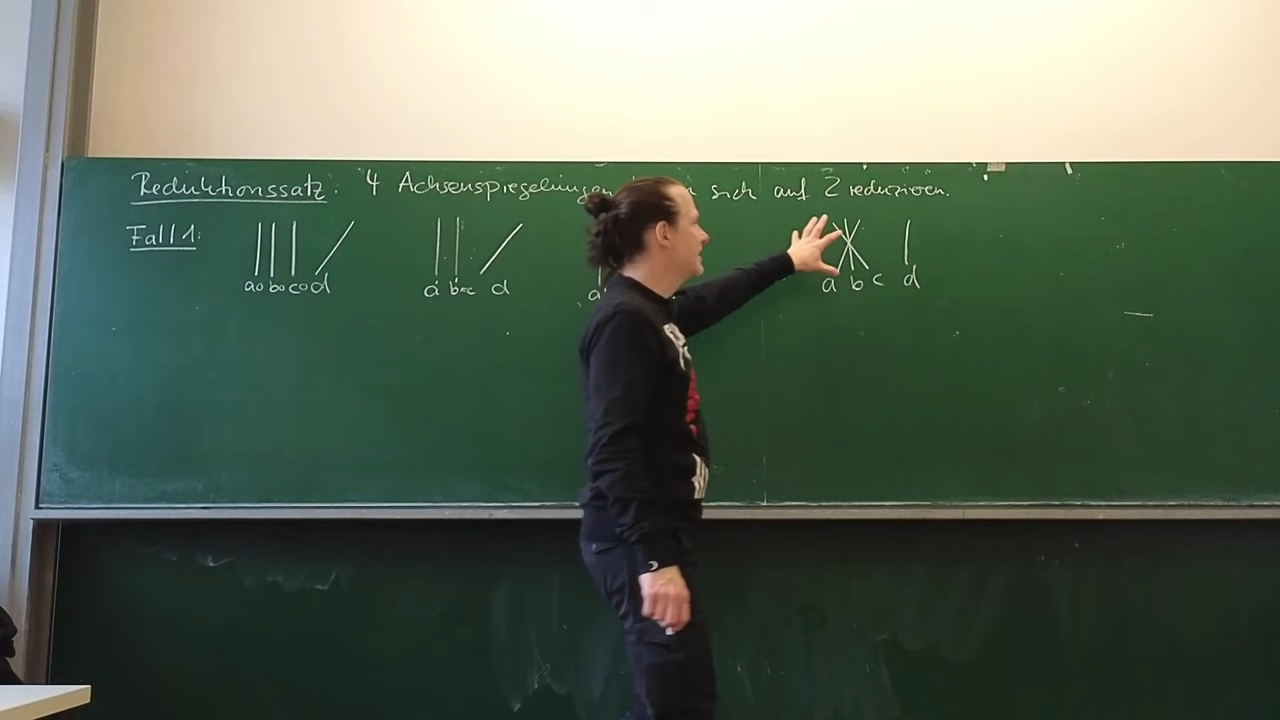 Reduktionssatz: 4 Achsenspiegelungen sich auf 2 reduzieren.
Fall 1:
a∘b∘c∘d a' b'=c d a b c d